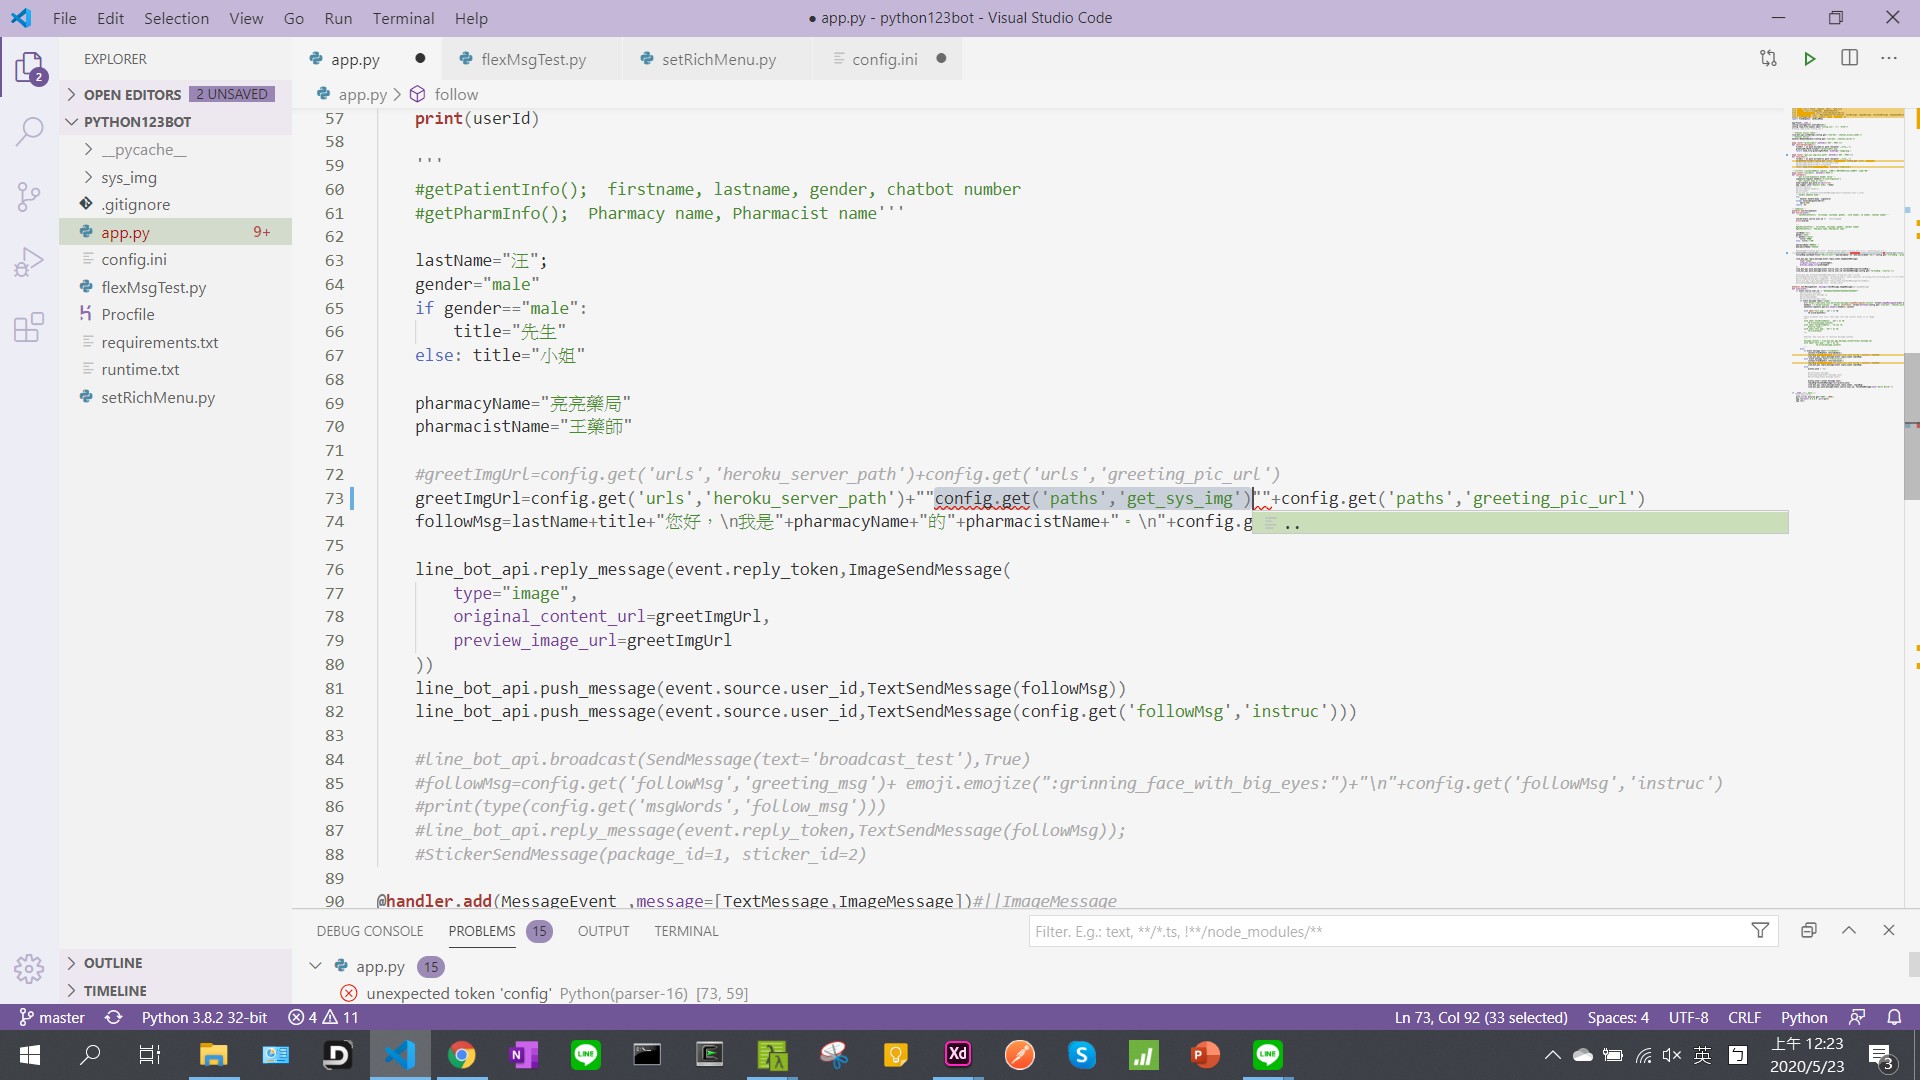 File Edit Selection View Go Run Terminal Help
● app.py - python123bot - Visual Studio Code
EXPLORER
OPEN EDITORS 2 UNSAVED
PYTHON123BOT
__pycache__
sys_img
.gitignore
app.py 9+
config.ini
flexMsgTest.py
Procfile
requirements.txt
runtime.txt
setRichMenu.py
OUTLINE
TIMELINE
2
app.py ● flexMsgTest.py setRichMenu.py config.ini ●
app.py > follow
57 print(userId)
58
59 '''
60 #getPatientInfo();  firstname, lastname, gender, chatbot number
61 #getPharmInfo();  Pharmacy name, Pharmacist name'''
62
63 lastName="汪";
64 gender="male"
65 if gender=="male":
66 title="先生"
67 else: title="小姐"
68
69 pharmacyName="亮亮藥局"
70 pharmacistName="王藥師"
71
72 #greetImgUrl=config.get('urls','heroku_server_path')+config.get('urls','greeting_pic_url')
73 greetImgUrl=config.get('urls','heroku_server_path')+""config.get('paths','get_sys_img')""+config.get('paths','greeting_pic_url')
74 followMsg=lastName+title+"您好，\n我是"+pharmacyName+"的"+pharmacistName+"。\n"+config.g
..
75
76 line_bot_api.reply_message(event.reply_token,ImageSendMessage(
77 type="image",
78 original_content_url=greetImgUrl,
79 preview_image_url=greetImgUrl
80 ))
81 line_bot_api.push_message(event.source.user_id,TextSendMessage(followMsg))
82 line_bot_api.push_message(event.source.user_id,TextSendMessage(config.get('followMsg','instruc')))
83
84 #line_bot_api.broadcast(SendMessage(text='broadcast_test'),True)
85 #followMsg=config.get('followMsg','greeting_msg')+ emoji.emojize(":grinning_face_with_big_eyes:")+"\n"+config.get('followMsg','instruc')
86 #print(type(config.get('msgWords','follow_msg')))
87 #line_bot_api.reply_message(event.reply_token,TextSendMessage(followMsg));
88 #StickerSendMessage(package_id=1, sticker_id=2)
89
90 @handler.add(MessageEvent ,message=[TextMessage,ImageMessage])#||ImageMessage
DEBUG CONSOLE PROBLEMS 15 OUTPUT TERMINAL
Filter. E.g.: text, **/*.ts, !**/node_modules/**
app.py 15
unexpected token 'config' Python(parser-16) [73, 59]
master Python 3.8.2 32-bit 4 11
Ln 73, Col 92 (33 selected) Spaces: 4 UTF-8 CRLF Python
N LINE Xd S P LINE
英
上午 12:23
2020/5/23
3